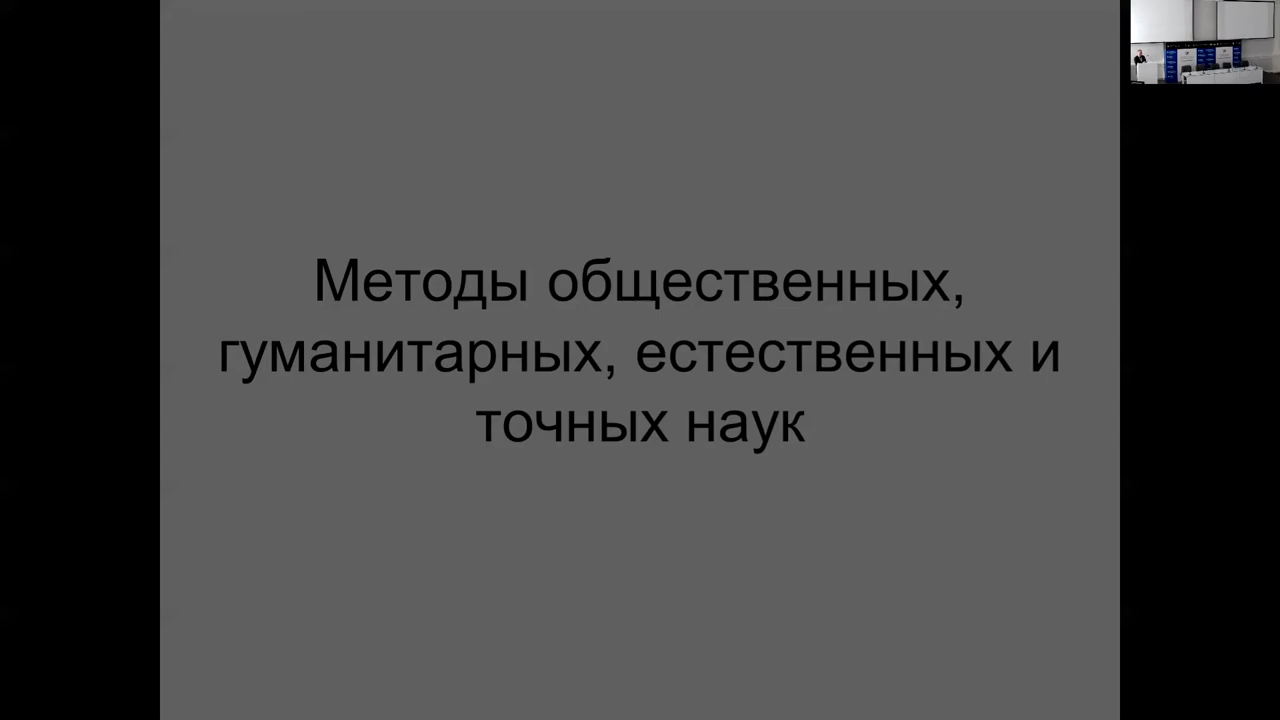 Методы общественных,
гуманитарных, естественных и
точных наук